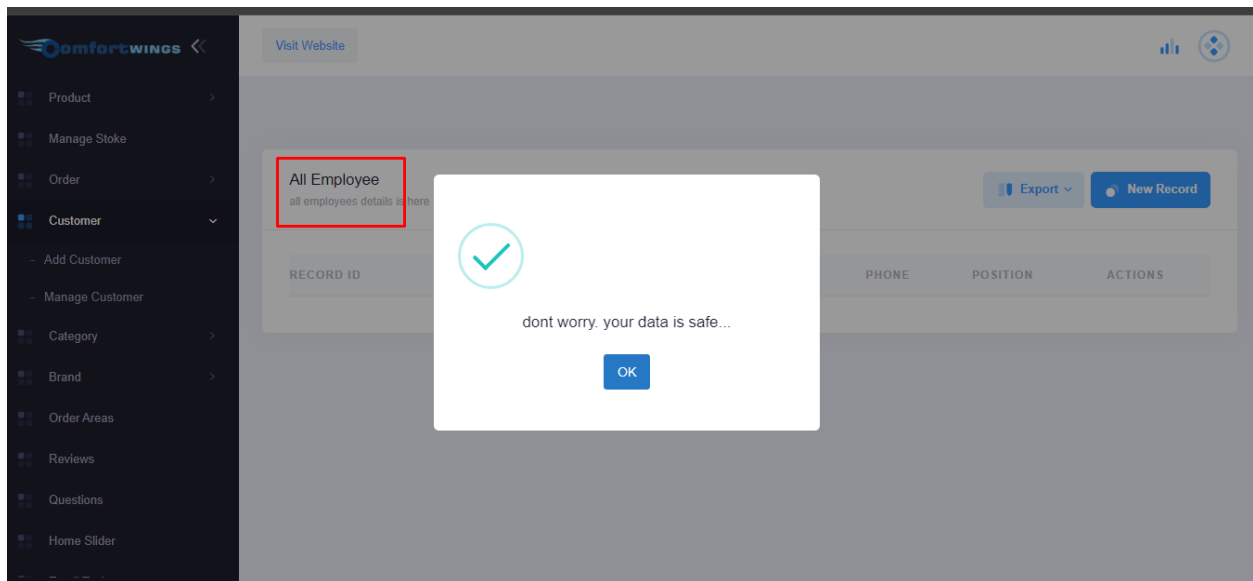 Comfortwings
Visit Website
Product
Manage Stoke
Order
Customer
- Add Customer
- Manage Customer
Category
Brand
Order Areas
Reviews
Questions
Home Slider
All Employee
all employees details is here
Export
New Record
RECORD ID
PHONE
POSITION
ACTIONS
dont worry. your data is safe...
OK